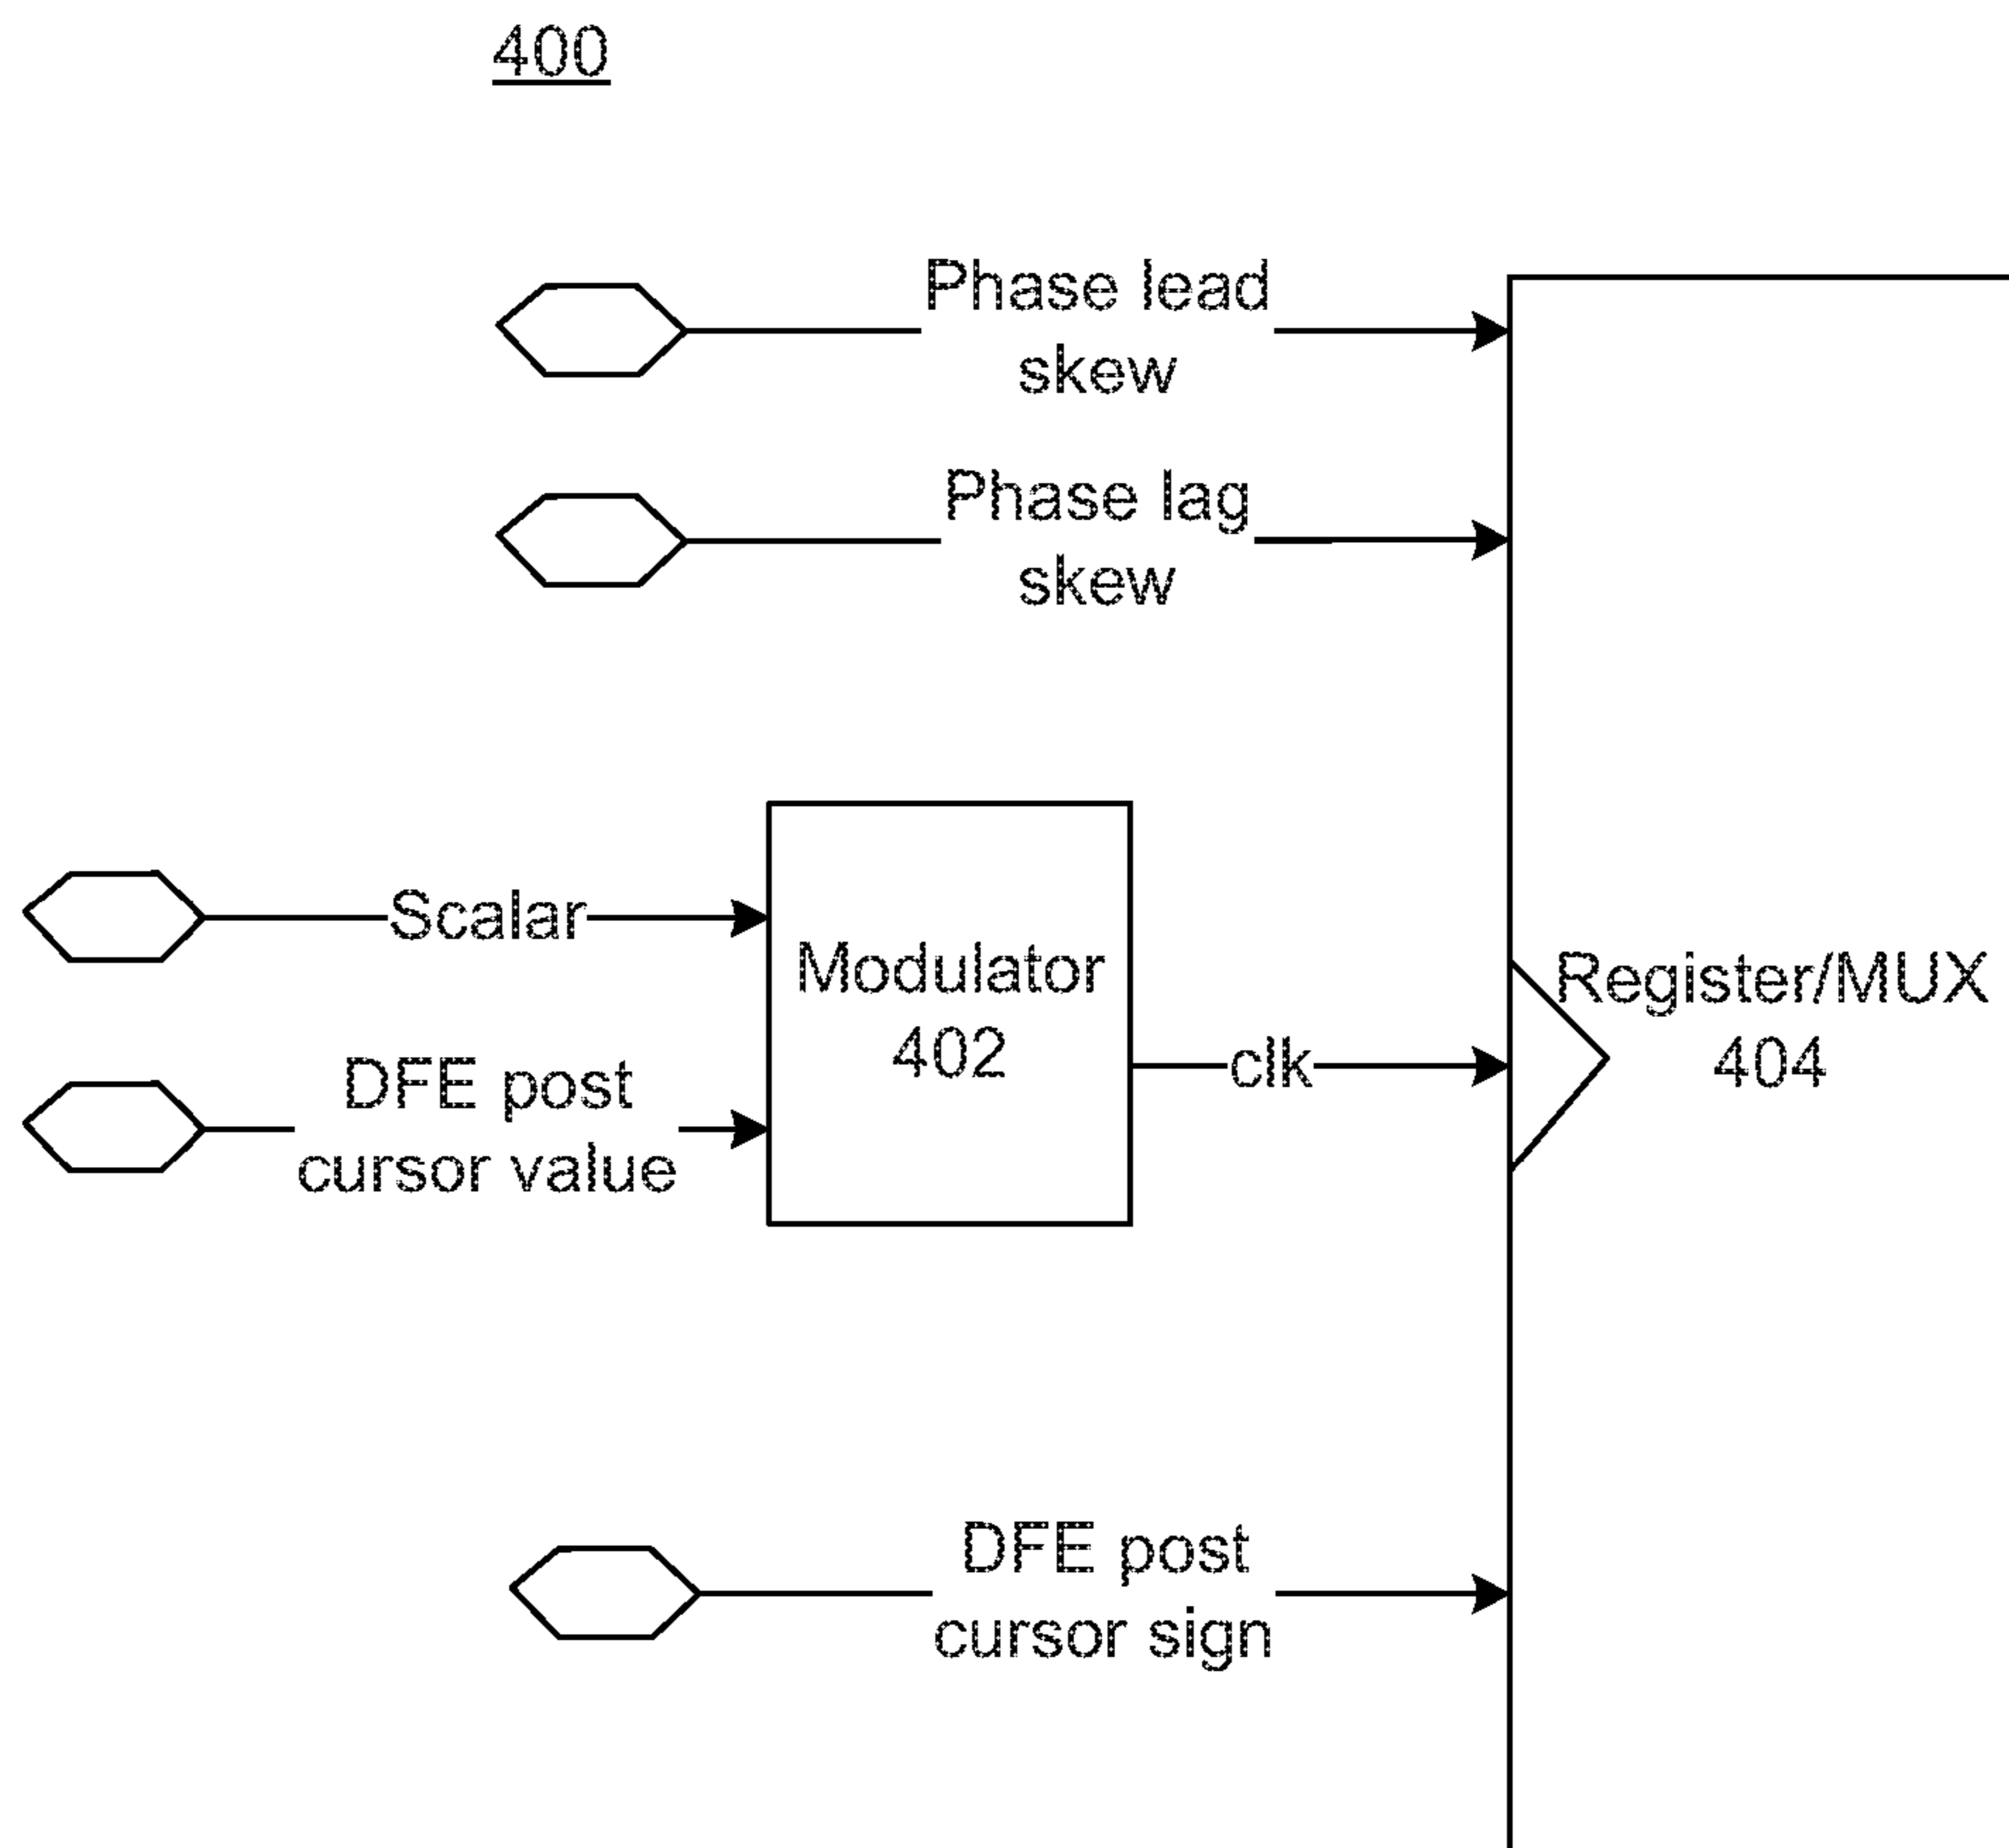 400
Phase lead
skew
Phase lag
skew
Scalar
DFE post
cursor value
Modulator
402
clk
Register/MUX
404
DFE post
cursor sign